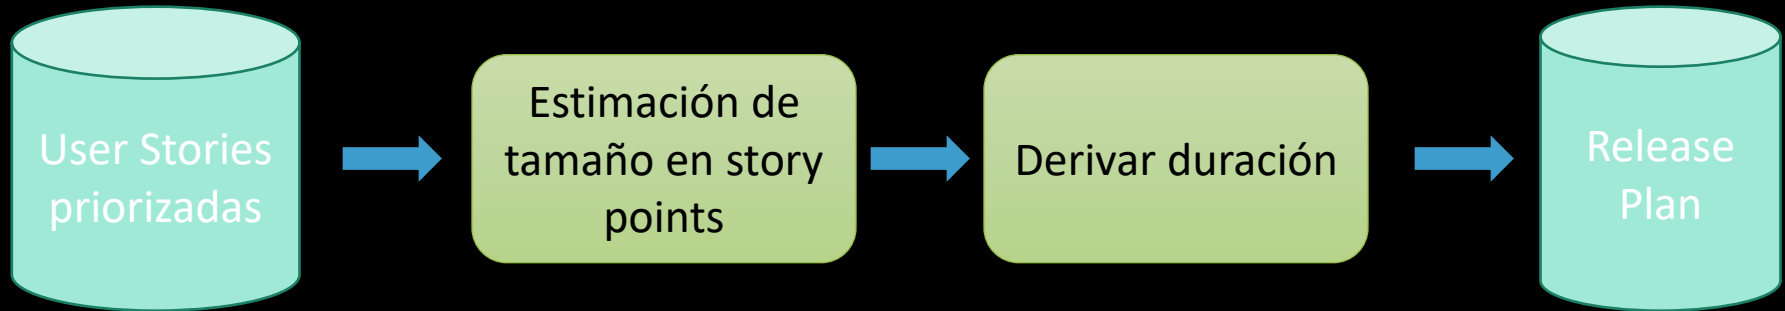 User Stories
priorizadas
Estimación de
tamaño en story
points
Derivar duración
Release
Plan